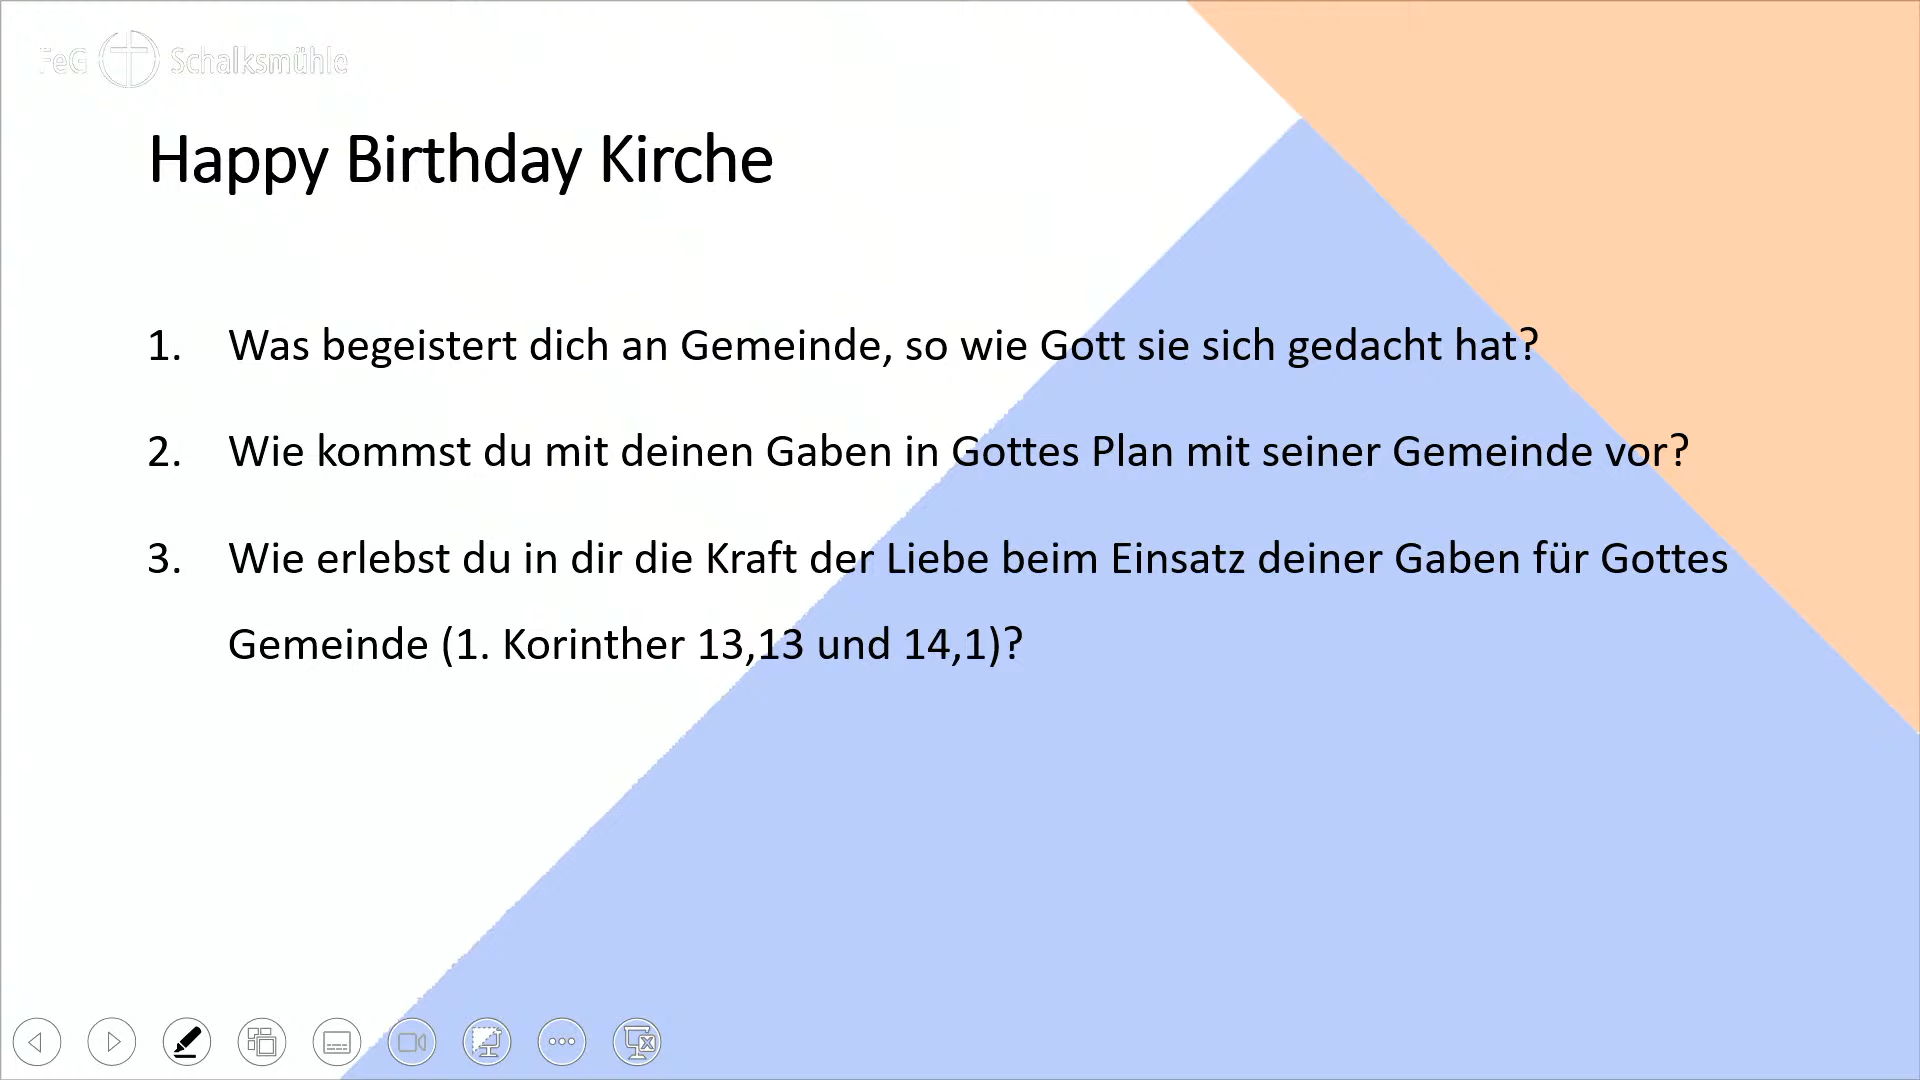 FeG Schalksmühle
Happy Birthday Kirche
1. Was begeistert dich an Gemeinde, so wie Gott sie sich gedacht hat?
2. Wie kommst du mit deinen Gaben in Gottes Plan mit seiner Gemeinde vor?
3. Wie erlebst du in dir die Kraft der Liebe beim Einsatz deiner Gaben für Gottes
Gemeinde (1. Korinther 13,13 und 14,1)?